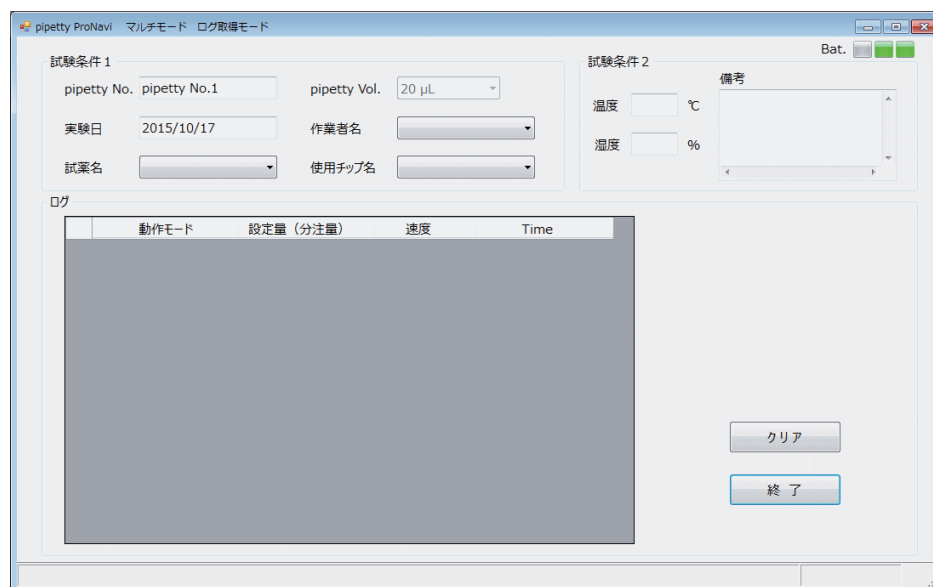 pipetty ProNavi マルチモード ログ取得モード
Bat.
試験条件1
pipetty No. pipetty No.1 pipetty Vol. 20 µL
実験日 2015/10/17 作業者名
試薬名 使用チップ名
試験条件2
備考
温度 ℃
湿度 %
ログ
動作モード 設定量（分注量） 速度 Time
クリア
終 了